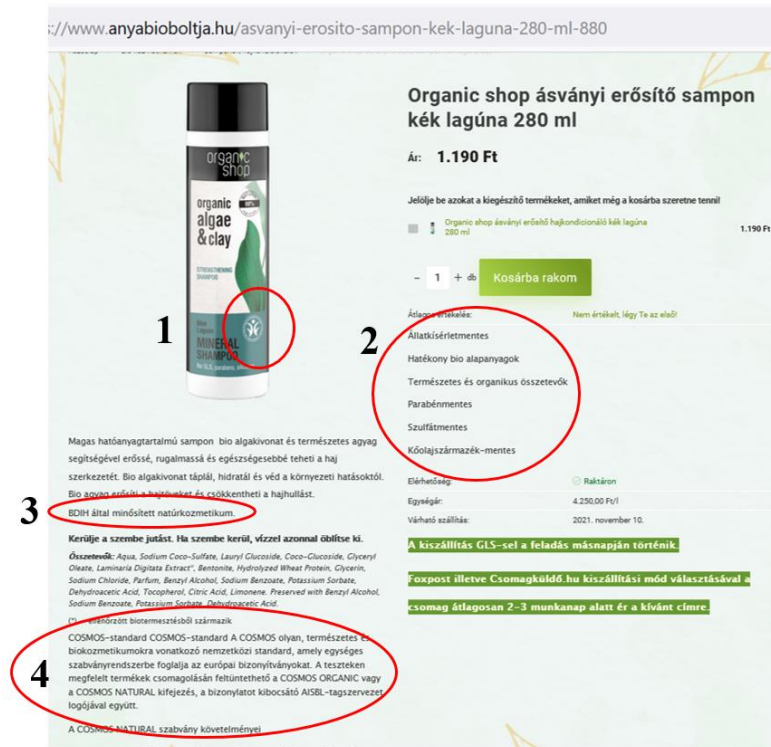 ://www.anyabioboltja.hu/asvanyi-erosito-sampon-kek-laguna-280-ml-880
Organic shop ásványi erősítő sampon
kék lagúna 280 ml
Ár: 1.190 Ft
Jelölje be azokat a kiegészítő termékeket, amiket még a kosárba szeretne tenni!
Organic shop ásványi erősítő hajkondicionáló kék lagúna
280 ml
1.190 Ft
- 1 + db Kosárba rakom
Átlagos értékelés: Nem értékelt, légy Te az első!
Állatkísérletmentes
Hatékony bio alapanyagok
Természetes és organikus összetevők
Parabénmentes
Szulfátmentes
Kőolajszármazék-mentes
Elérhetőség: Raktáron
Egységár: 4.250,00 Ft/l
Várható szállítás: 2021. november 10.
A kiszállítás GLS-sel a feladás másnapján történik.
Foxpost illetve Csomagküldő.hu kiszállítási mód választásával a
csomag átlagosan 2-3 munkanap alatt ér a kívánt címre.
organic
shop
organic
algae
& clay
STRENGTHENING
SHAMPOO
Blue
Lagoon
MINERAL
SHAMPOO
1
2
3
4
Magas hatóanyagtartalmú sampon bio algakivonat és természetes agyag
segítségével erőssé, rugalmassá és egészségesebbé teheti a haj
szerkezetét. Bio algakivonat táplál, hidratál és véd a környezeti hatásoktól.
Bio agyag erősíti a hajtöveket és csökkentheti a hajhullást.
BDIH által minősített natúrkozmetikum.
Kerülje a szembe jutást. Ha szembe kerül, vízzel azonnal öblítse ki.
Összetevők: Aqua, Sodium Coco-Sulfate, Lauryl Glucoside, Coco-Glucoside, Glyceryl
Oleate, Laminaria Digitata Extract*, Bentonite, Hydrolyzed Wheat Protein, Glycerin,
Sodium Chloride, Parfum, Benzyl Alcohol, Sodium Benzoate, Potassium Sorbate,
Dehydroacetic Acid, Tocopherol, Citric Acid, Limonene. Preserved with Benzyl Alcohol,
Sodium Benzoate, Potassium Sorbate, Dehydroacetic Acid.
(*) - ellenőrzött biotermesztésből származik
COSMOS-standard COSMOS-standard A COSMOS olyan, természetes és
biokozmetikumokra vonatkozó nemzetközi standard, amely egységes
szabványrendszerbe foglalja az európai bizonyítványokat. A teszteken
megfelelt termékek csomagolásán feltüntethető a COSMOS ORGANIC vagy
a COSMOS NATURAL kifejezés, a bizonylatot kibocsátó AISBL-tagszervezet
logójával együtt.
A COSMOS NATURAL szabvány követelményei